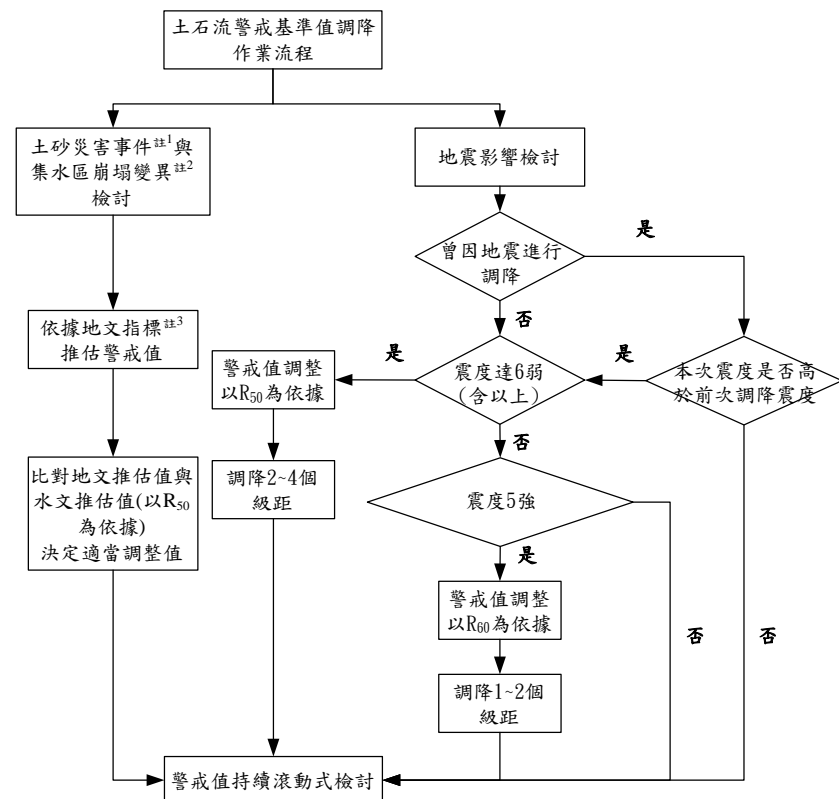 土石流警戒基準值調降
作業流程
土砂災害事件註1與
集水區崩塌變異註2
檢討
依據地文指標註3
推估警戒值
比對地文推估值與
水文推估值(以R50
為依據)
決定適當調整值
地震影響檢討
曾因地震進行
調降
是
否
本次震度是否高
於前次調降震度
是
否
震度達6弱
(含以上)
是
否
警戒值調整
以R50為依據
調降2~4個
級距
震度5強
是
否
警戒值調整
以R60為依據
調降1~2個
級距
警戒值持續滾動式檢討